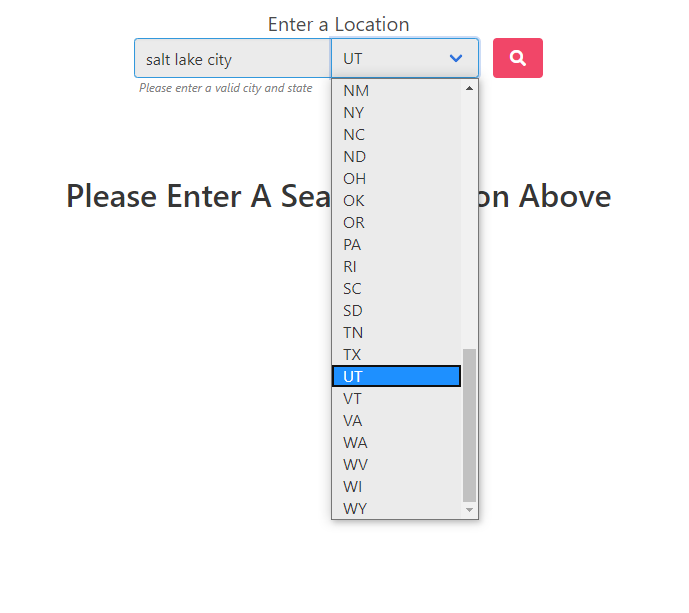 Enter a Location
salt lake city
UT
Please enter a valid city and state
NM
NY
NC
ND
OH
OK
OR
PA
RI
SC
SD
TN
TX
UT
VT
VA
WA
WV
WI
WY
Please Enter A Sea on Above